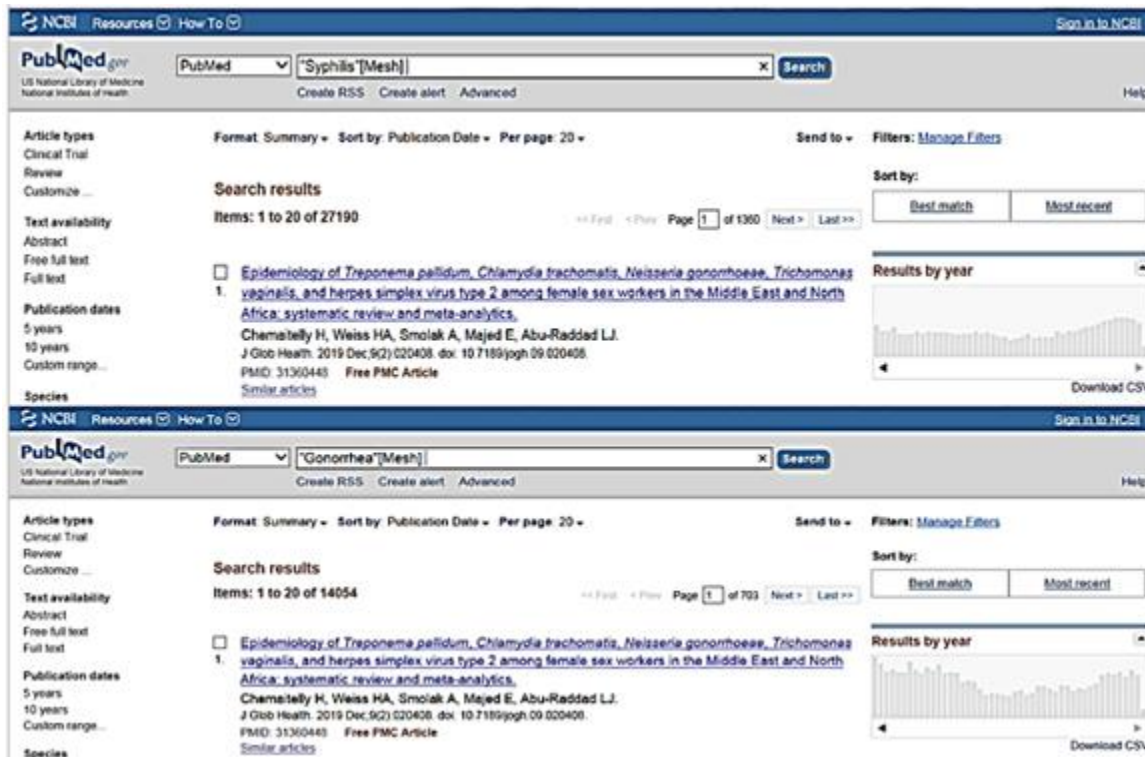 NCBI Resources How To Sign in to NCBI
PubMed.gov
US National Library of Medicine
National Institutes of Health
PubMed "Syphilis"[Mesh] × Search
Create RSS Create alert Advanced
Help
Article types
Clinical Trial
Review
Customize ...
Text availability
Abstract
Free full text
Full text
Publication dates
5 years
10 years
Custom range...
Species
Format: Summary Sort by: Publication Date Per page: 20 Send to
Search results
Items: 1 to 20 of 27190
<< First < Prev Page 1 of 1360 Next > Last >>
1. Epidemiology of Treponema pallidum, Chlamydia trachomatis, Neisseria gonorrhoeae, Trichomonas
vaginalis, and herpes simplex virus type 2 among female sex workers in the Middle East and North
Africa: systematic review and meta-analytics.
Chemaitelly H, Weiss HA, Smolak A, Majed E, Abu-Raddad LJ.
J Glob Health. 2019 Dec;9(2):020408. doi: 10.7189/jogh.09.020408.
PMID: 31360448 Free PMC Article
Similar articles
Filters: Manage Filters
Sort by:
Best match Most recent
Results by year
Download CSV
NCBI Resources How To Sign in to NCBI
PubMed.gov
US National Library of Medicine
National Institutes of Health
PubMed "Gonorrhea"[Mesh] × Search
Create RSS Create alert Advanced
Help
Article types
Clinical Trial
Review
Customize ...
Text availability
Abstract
Free full text
Full text
Publication dates
5 years
10 years
Custom range...
Species
Format: Summary Sort by: Publication Date Per page: 20 Send to
Search results
Items: 1 to 20 of 14054
<< First < Prev Page 1 of 703 Next > Last >>
1. Epidemiology of Treponema pallidum, Chlamydia trachomatis, Neisseria gonorrhoeae, Trichomonas
vaginalis, and herpes simplex virus type 2 among female sex workers in the Middle East and North
Africa: systematic review and meta-analytics.
Chemaitelly H, Weiss HA, Smolak A, Majed E, Abu-Raddad LJ.
J Glob Health. 2019 Dec;9(2):020408. doi: 10.7189/jogh.09.020408.
PMID: 31360448 Free PMC Article
Similar articles
Filters: Manage Filters
Sort by:
Best match Most recent
Results by year
Download CSV